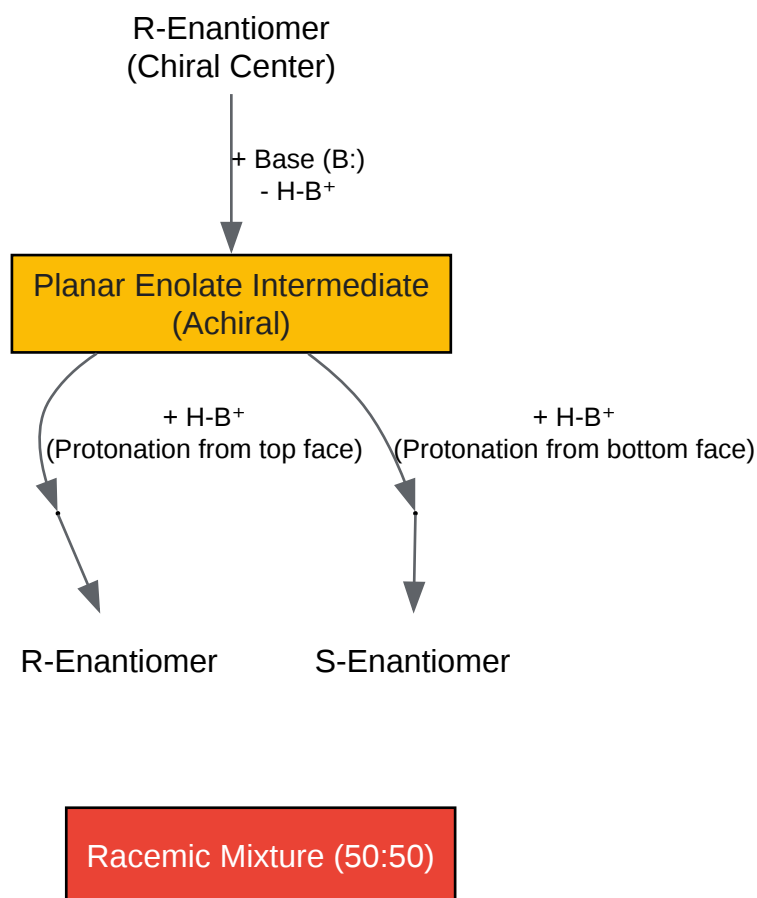 R-Enantiomer
(Chiral Center)
+ Base (B:)
- H-B⁺
Planar Enolate Intermediate
(Achiral)
+ H-B⁺
(Protonation from top face)
+ H-B⁺
(Protonation from bottom face)
R-Enantiomer
S-Enantiomer
Racemic Mixture (50:50)